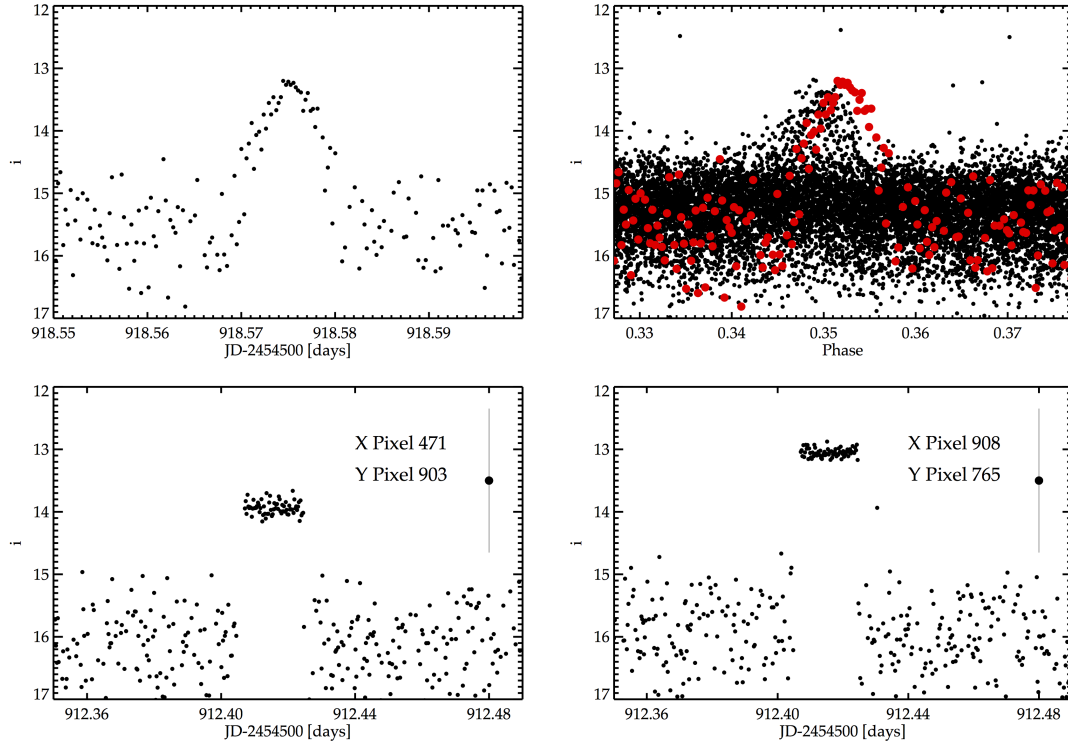 12
13
14
15
16
17
i
918.55 918.56 918.57 918.58 918.59
JD-2454500 [days]
12
13
14
15
16
17
i
0.33 0.34 0.35 0.36 0.37
Phase
12
13
14
15
16
17
i
X Pixel 471
Y Pixel 903
912.36 912.40 912.44 912.48
JD-2454500 [days]
12
13
14
15
16
17
i
X Pixel 908
Y Pixel 765
912.36 912.40 912.44 912.48
JD-2454500 [days]